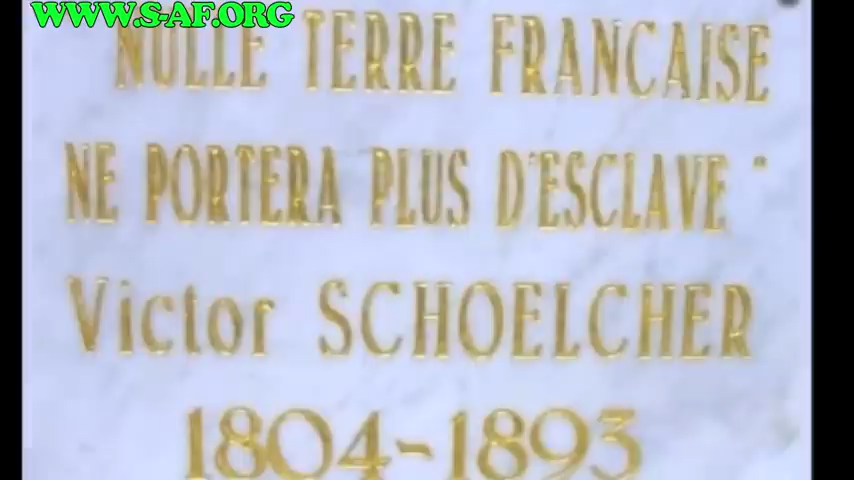 WWW.S-AF.ORG
NULLE TERRE FRANCAISE
NE PORTERA PLUS D'ESCLAVE "
Victor SCHOELCHER
1804-1893